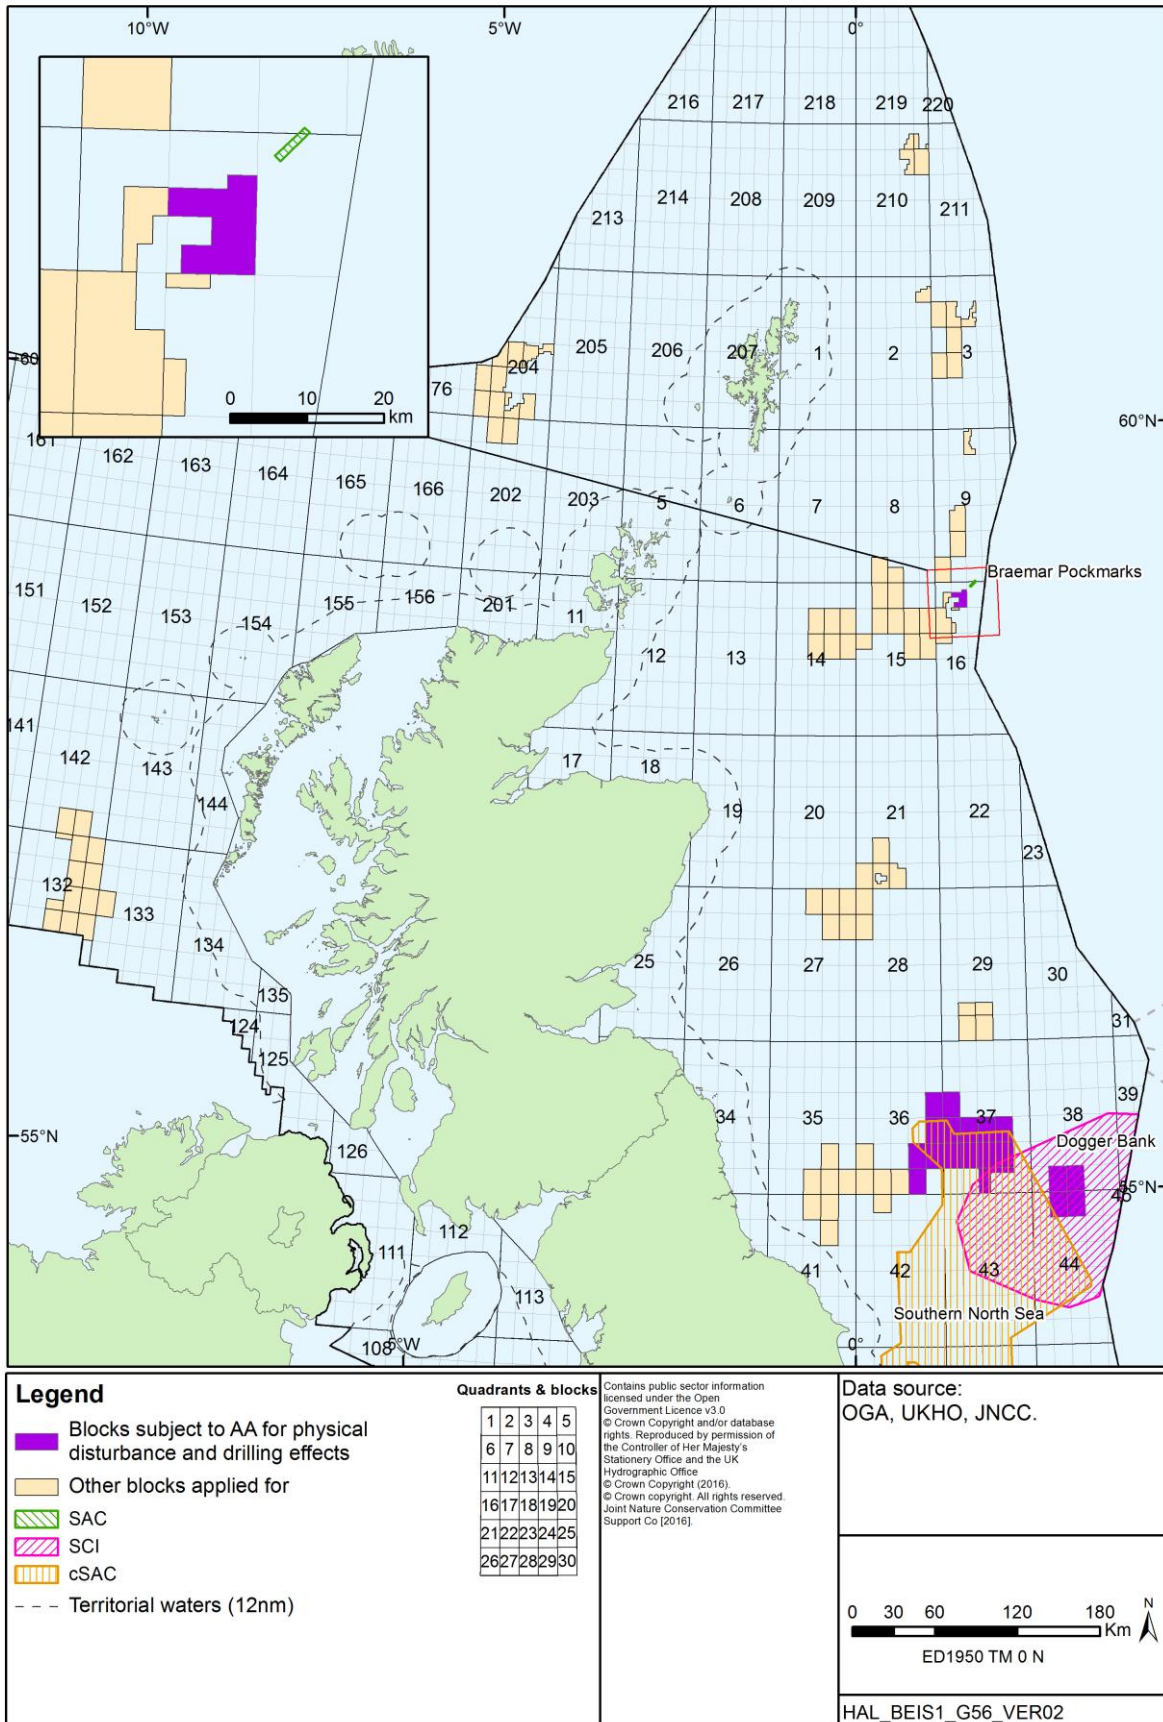 10°W
5°W
0°
216
217
218
219
220
213
214
208
209
210
211
205
206
207
1
2
3
204
76
60°N
0
10
20
km
162
163
164
165
166
202
203
5
6
7
8
9
Braemar Pockmarks
151
152
153
154
155
156
201
11
12
13
14
15
16
141
142
143
144
17
18
19
20
21
22
23
132
133
134
135
25
26
27
28
29
30
31
124
125
34
35
36
37
38
39
Dogger Bank
55°N
126
55°N
111
112
113
41
42
43
44
Southern North Sea
108
5°W
0°
Legend
Blocks subject to AA for physical
disturbance and drilling effects
Other blocks applied for
SAC
SCI
cSAC
Territorial waters (12nm)
Quadrants & blocks
1 2 3 4 5
6 7 8 9 10
11 12 13 14 15
16 17 18 19 20
21 22 23 24 25
26 27 28 29 30
Contains public sector information
licensed under the Open
Government Licence v3.0
© Crown Copyright and/or database
rights. Reproduced by permission of
the Controller of Her Majesty's
Stationery Office and the UK
Hydrographic Office
© Crown Copyright (2016).
© Crown copyright. All rights reserved.
Joint Nature Conservation Committee
Support Co [2016].
Data source:
OGA, UKHO, JNCC.
0 30 60 120 180
Km
N
ED1950 TM 0 N
HAL_BEIS1_G56_VER02